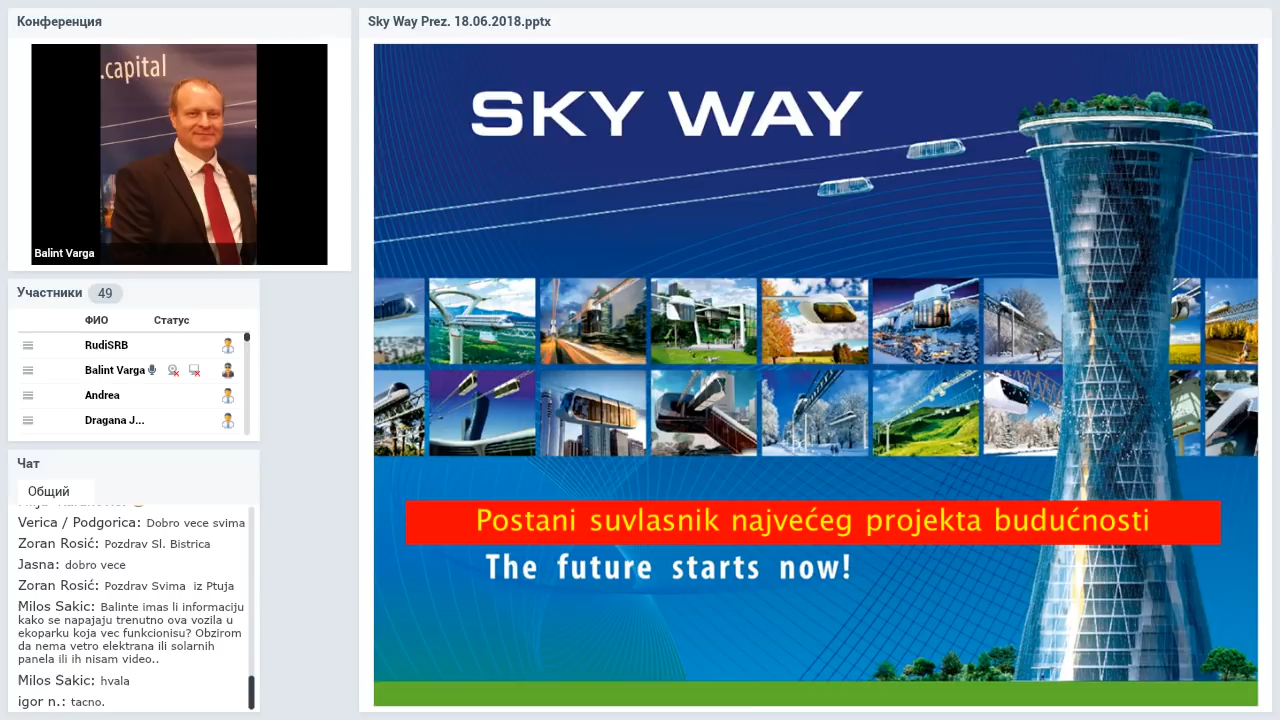 Конференция
.capital
Balint Varga
Участники 49
ФИО Статус
RudiSRB
Balint Varga
Andrea
Dragana J...
Чат
Общий
Verica / Podgorica: Dobro vece svima
Zoran Rosić: Pozdrav Sl. Bistrica
Jasna: dobro vece
Zoran Rosić: Pozdrav Svima iz Ptuja
Milos Sakic: Balinte imas li informaciju
kako se napajaju trenutno ova vozila u
ekoparku koja vec funkcionisu? Obzirom
da nema vetro elektrana ili solarnih
panela ili ih nisam video..
Milos Sakic: hvala
igor n.: tacno.
Sky Way Prez. 18.06.2018.pptx
SKY WAY
Postani suvlasnik najvećeg projekta budućnosti
The future starts now!